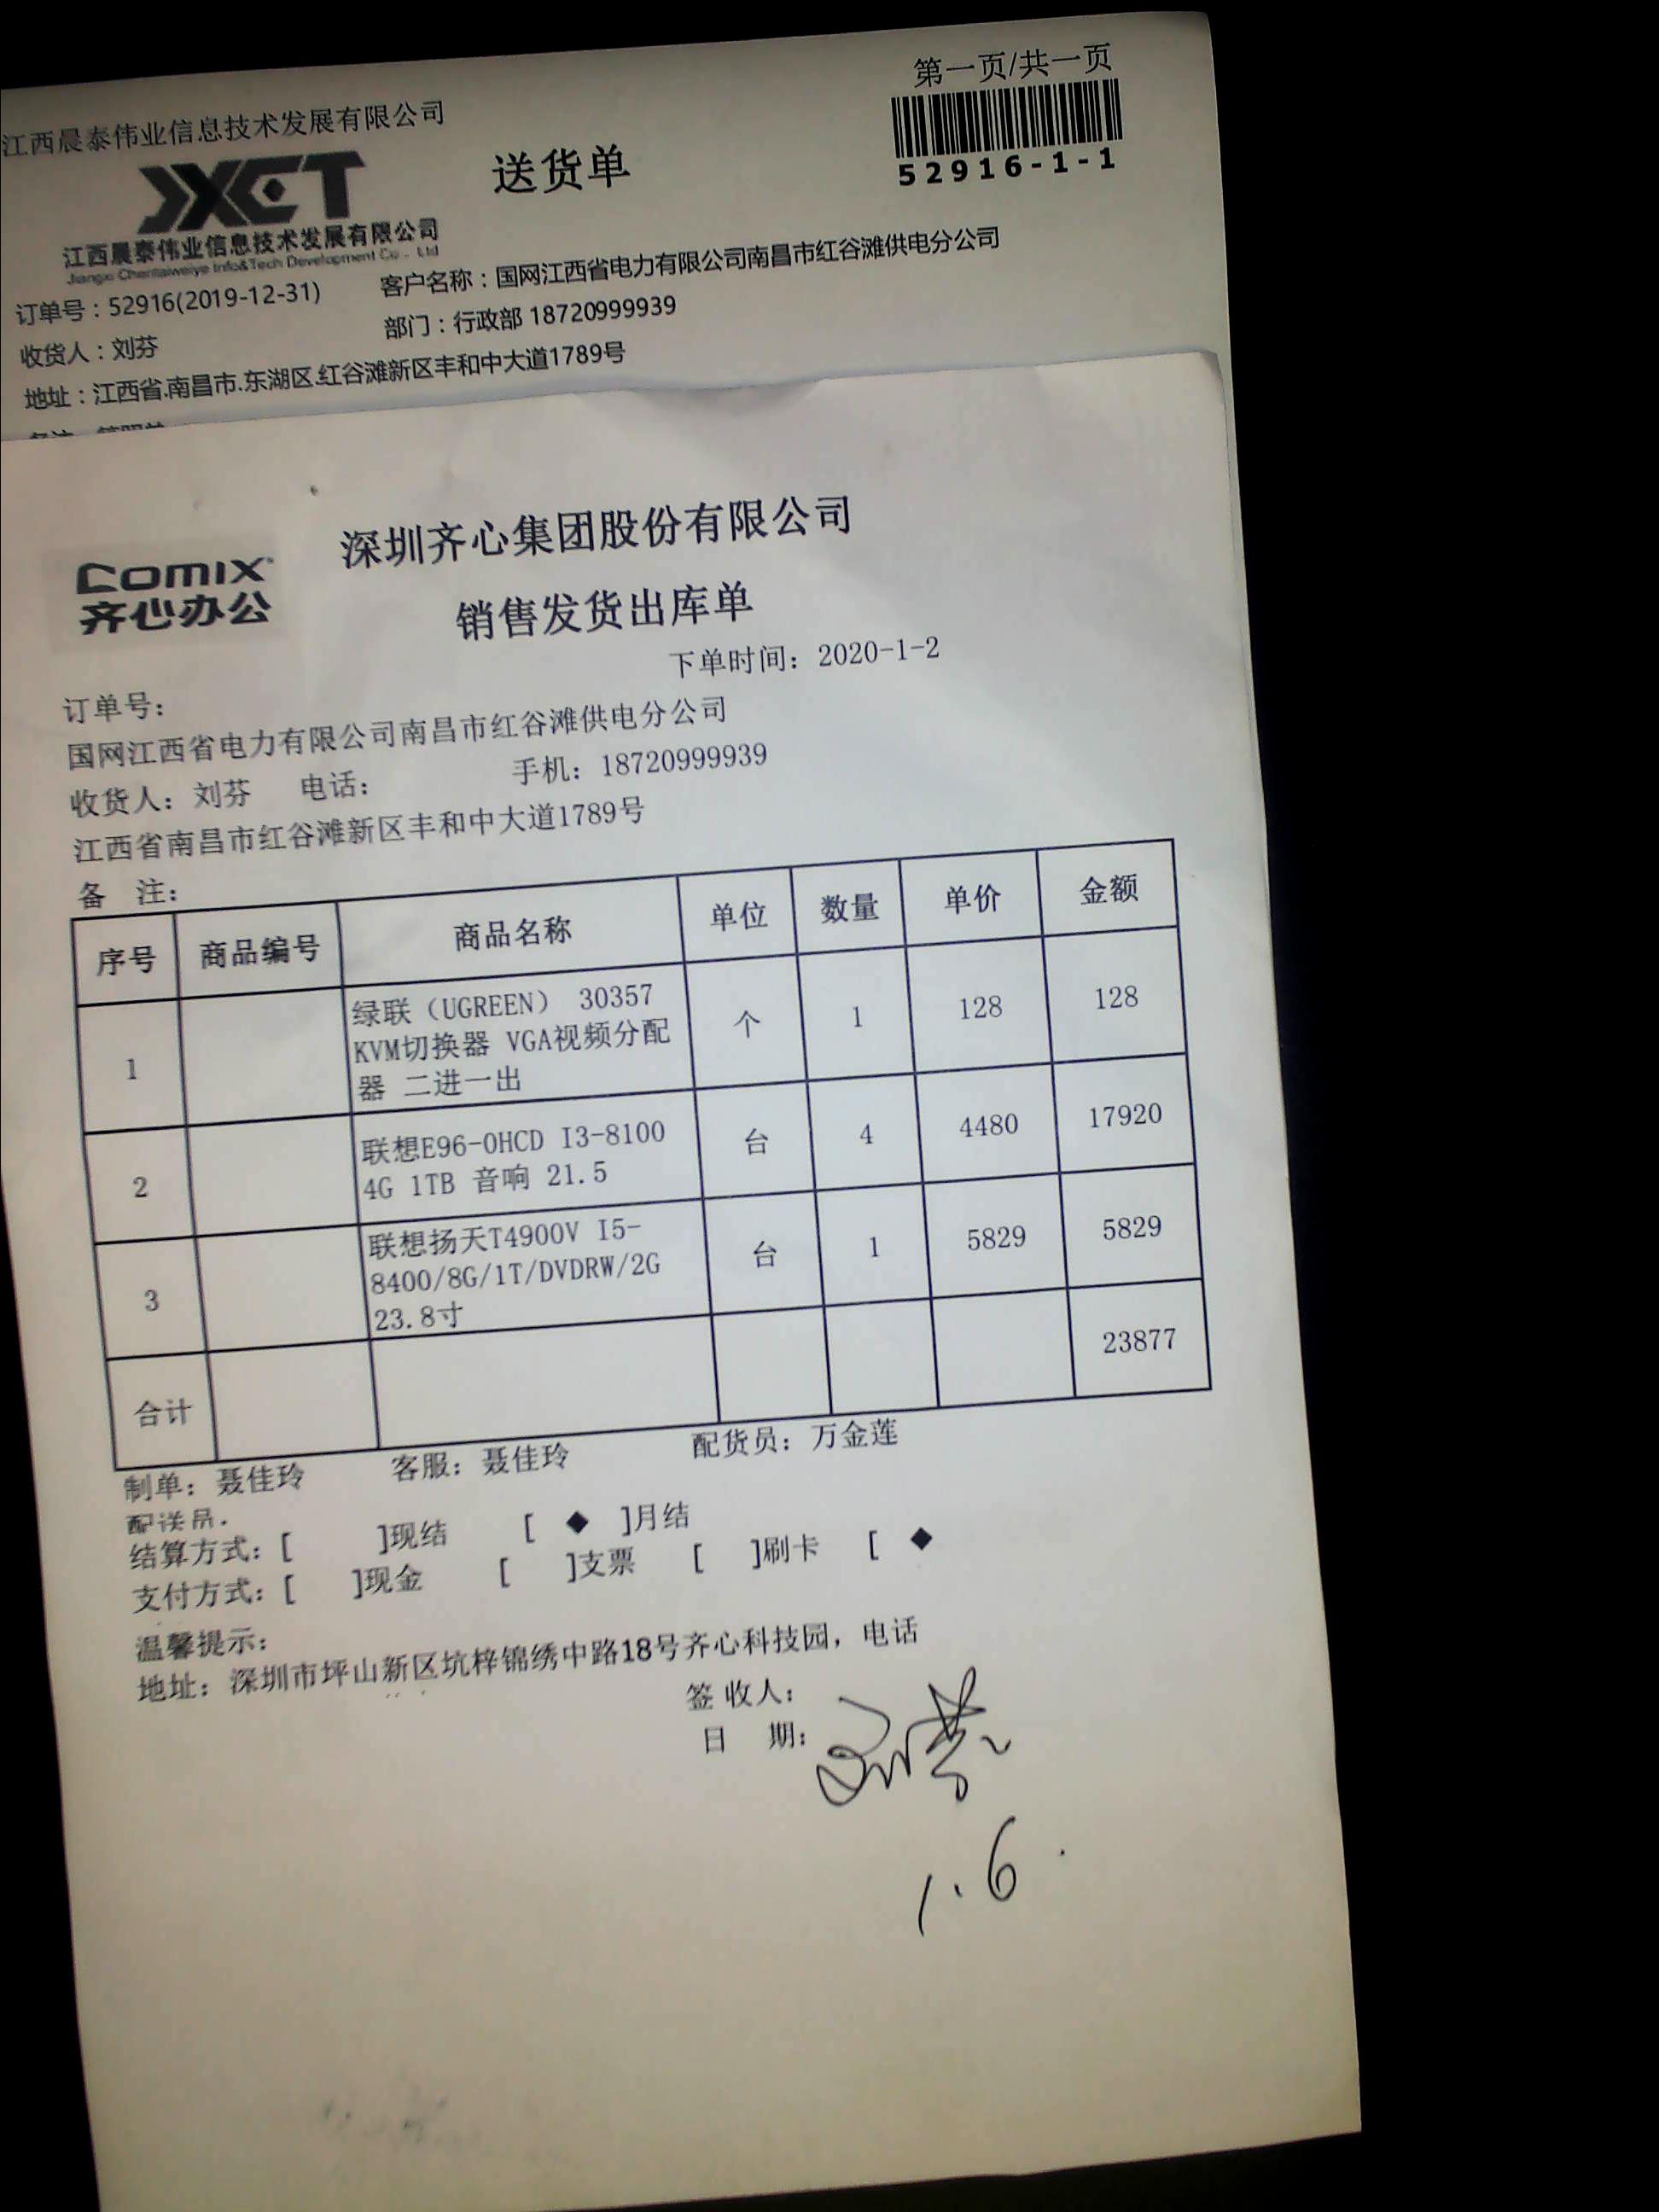 第一页/共一页
江西晨泰伟业信息技术发展有限公司
JXCT
送货单
52916-1-1
江西晨泰伟业信息技术发展有限公司
Jiangxi Chentaiweiye Info&Tech Development Co., Ltd
订单号：52916(2019-12-31) 客户名称：国网江西省电力有限公司南昌市红谷滩供电分公司
收货人：刘芬 部门：行政部 18720999939
地址：江西省.南昌市.东湖区.红谷滩新区丰和中大道1789号
Comix
齐心办公
深圳齐心集团股份有限公司
销售发货出库单
下单时间：2020-1-2
订单号：
国网江西省电力有限公司南昌市红谷滩供电分公司
收货人：刘芬 电话： 手机：18720999939
江西省南昌市红谷滩新区丰和中大道1789号
备 注：
序号 商品编号 商品名称 单位 数量 单价 金额
1 绿联（UGREEN） 30357 KVM切换器 VGA视频分配器 二进一出 个 1 128 128
2 联想E96-0HCD I3-8100 4G 1TB 音响 21.5 台 4 4480 17920
3 联想扬天T4900V I5-8400/8G/1T/DVDRW/2G 23.8寸 台 1 5829 5829
合计 23877
制单：聂佳玲 客服：聂佳玲 配货员：万金莲
配送员：
结算方式：[ ]现结 [ ◆ ]月结
支付方式：[ ]现金 [ ]支票 [ ]刷卡 [ ◆
温馨提示：
地址：深圳市坪山新区坑梓锦绣中路18号齐心科技园，电话
签收人：
日 期：
刘芬
1.6.